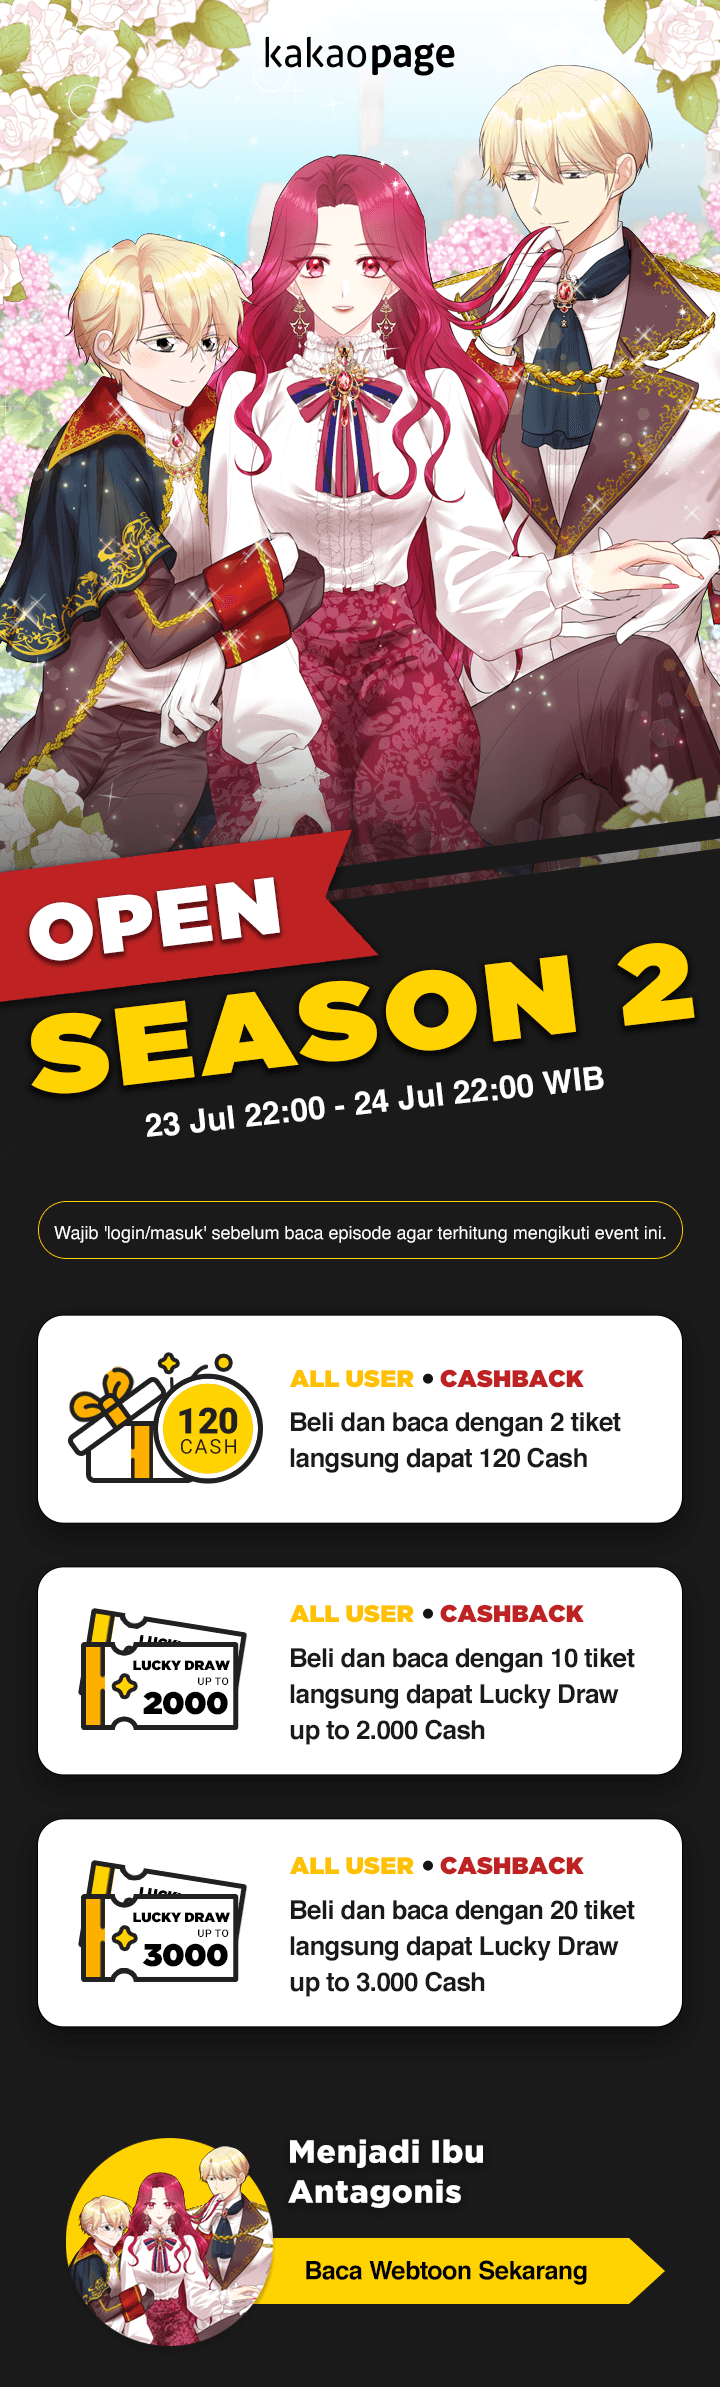 kakaopage
OPEN
SEASON 2
23 Jul 22:00 - 24 Jul 22:00 WIB
Wajib 'login/masuk' sebelum baca episode agar terhitung mengikuti event ini.
120
CASH
ALL USER • CASHBACK
Beli dan baca dengan 2 tiket
langsung dapat 120 Cash
LUCKY DRAW
UP TO
2000
ALL USER • CASHBACK
Beli dan baca dengan 10 tiket
langsung dapat Lucky Draw
up to 2.000 Cash
LUCKY DRAW
UP TO
3000
ALL USER • CASHBACK
Beli dan baca dengan 20 tiket
langsung dapat Lucky Draw
up to 3.000 Cash
Menjadi Ibu
Antagonis
Baca Webtoon Sekarang